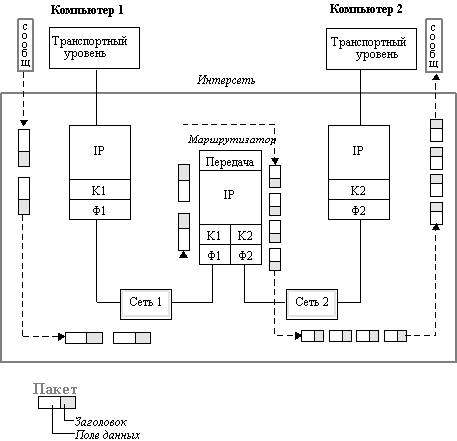 Компьютер 1
Компьютер 2
сообщ
Транспортный
уровень
Транспортный
уровень
сообщ
Интерсеть
Маршрутизатор
IP
Передача
IP
IP
К1
К2
Ф1
Ф2
К1 К2
Ф1 Ф2
Сеть 1
Сеть 2
Пакет
Заголовок
Поле данных